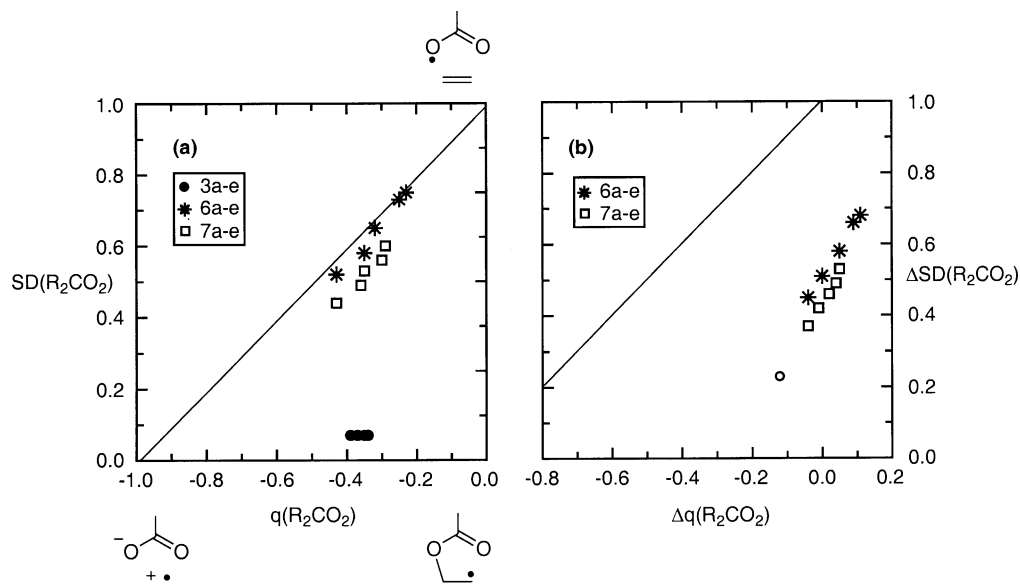 O
O
(a)
3a-e
6a-e
7a-e
SD(R₂CO₂)
1.0
0.8
0.6
0.4
0.2
0.0
-1.0
-0.8
-0.6
-0.4
-0.2
0.0
q(R₂CO₂)
(b)
6a-e
7a-e
1.0
0.8
0.6
0.4
0.2
0.0
ΔSD(R₂CO₂)
-0.8
-0.6
-0.4
-0.2
0.0
0.2
Δq(R₂CO₂)
−
O
O
+
O
O